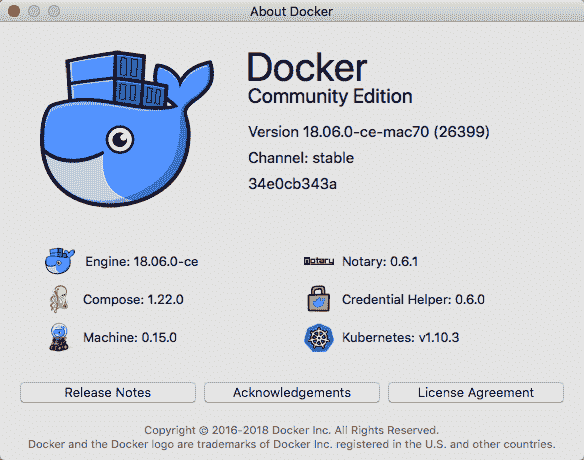 About Docker
Docker
Community Edition
Version 18.06.0-ce-mac70 (26399)
Channel: stable
34e0cb343a
Engine: 18.06.0-ce
notary Notary: 0.6.1
Compose: 1.22.0
Credential Helper: 0.6.0
Machine: 0.15.0
Kubernetes: v1.10.3
Release Notes
Acknowledgements
License Agreement
Copyright © 2016-2018 Docker Inc. All Rights Reserved.
Docker and the Docker logo are trademarks of Docker Inc. registered in the U.S. and other countries.